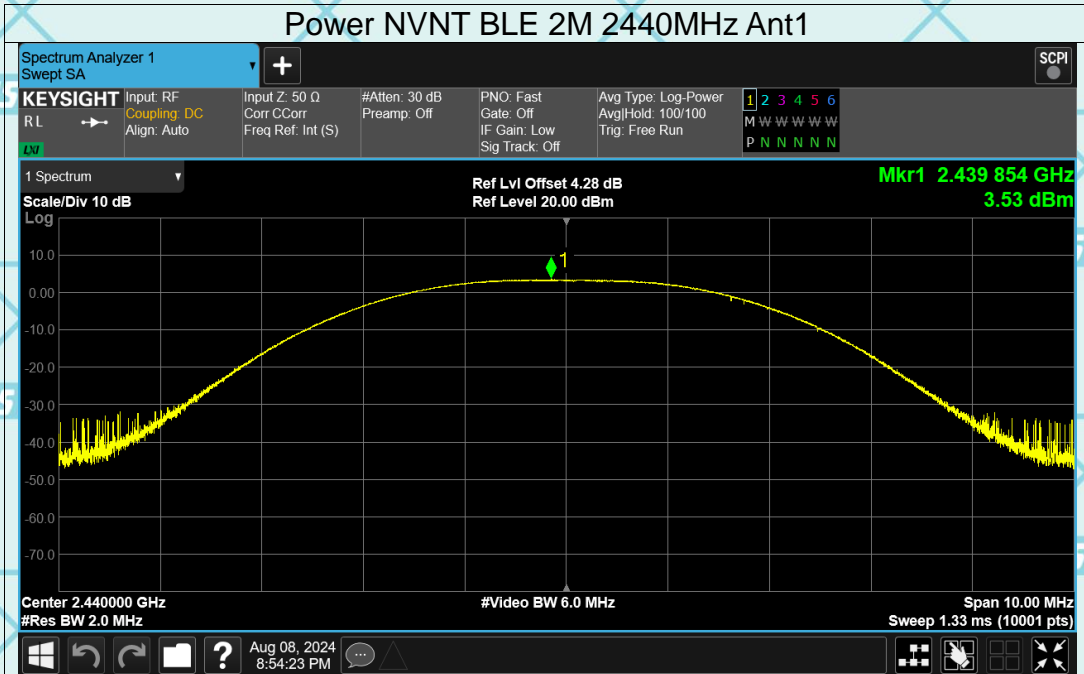 Power NVNT BLE 2M 2440MHz Ant1
Spectrum Analyzer 1
Swept SA
SCPI
KEYSIGHT
R L
LXI
Input: RF
Coupling: DC
Align: Auto
Input Z: 50 Ω
Corr CCorr
Freq Ref: Int (S)
#Atten: 30 dB
Preamp: Off
PNO: Fast
Gate: Off
IF Gain: Low
Sig Track: Off
Avg Type: Log-Power
Avg|Hold: 100/100
Trig: Free Run
1 2 3 4 5 6
M W W W W W
P N N N N N
1 Spectrum
Scale/Div 10 dB
Log
Ref Lvl Offset 4.28 dB
Ref Level 20.00 dBm
Mkr1 2.439 854 GHz
3.53 dBm
1
10.0
0.00
-10.0
-20.0
-30.0
-40.0
-50.0
-60.0
-70.0
Center 2.440000 GHz
#Res BW 2.0 MHz
#Video BW 6.0 MHz
Span 10.00 MHz
Sweep 1.33 ms (10001 pts)
?
Aug 08, 2024
8:54:23 PM